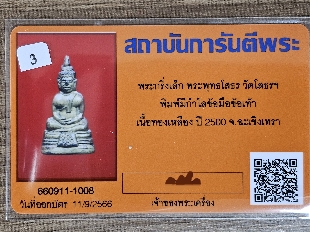 สถาบันการันตีพระ
3
พระกริ่งเล็ก พระพุทธโสธร วัดโสธรฯ
พิมพ์มีกำไลข้อมือข้อเท้า
เนื้อทองเหลือง ปี 2500 จ.ฉะเชิงเทรา
660911-1008
วันที่ออกบัตร 11/9/2566
เจ้าของพระเครื่อง